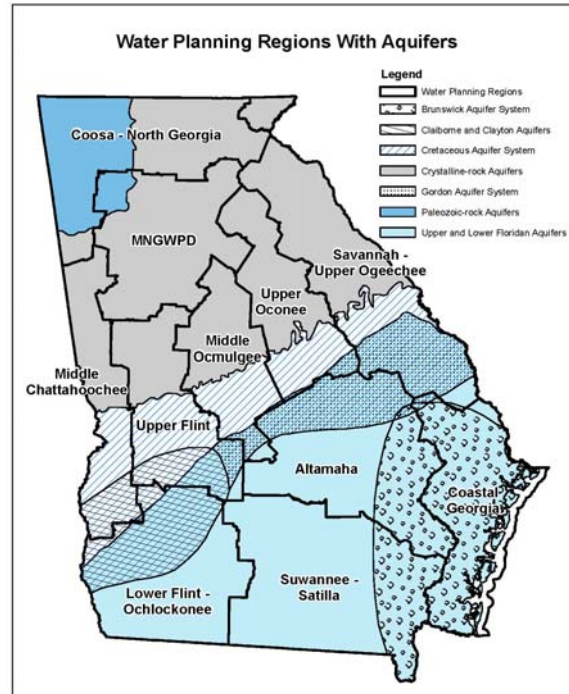 Water Planning Regions With Aquifers
Legend
Water Planning Regions
Brunswick Aquifer System
Claiborne and Clayton Aquifers
Cretaceous Aquifer System
Crystalline-rock Aquifers
Gordon Aquifer System
Paleozoic-rock Aquifers
Upper and Lower Floridan Aquifers
Coosa - North Georgia
MNGWPD
Savannah -
Upper Ogeechee
Upper
Oconee
Middle
Ocmulgee
Middle
Chattahoochee
Upper Flint
Altamaha
Coastal
Georgia
Lower Flint -
Ochlockonee
Suwannee -
Satilla